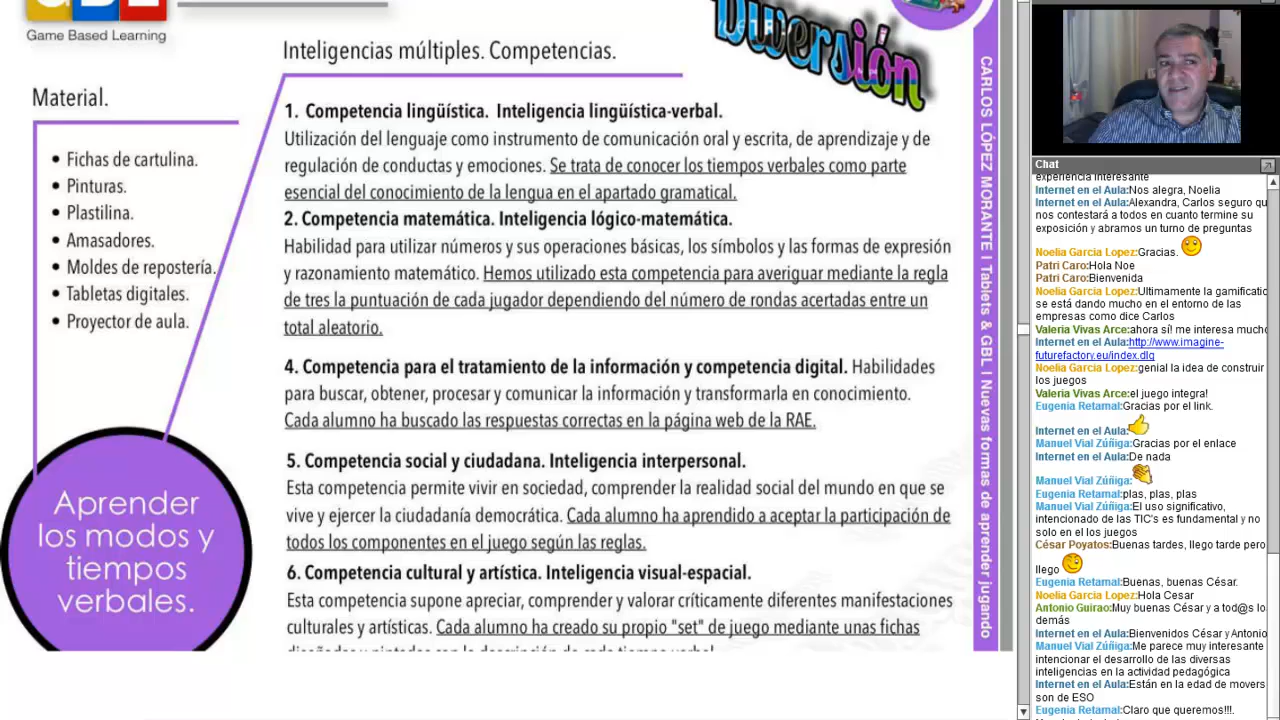 GBL
Game Based Learning
Diversión
Inteligencias múltiples. Competencias.
Material.
• Fichas de cartulina.
• Pinturas.
• Plastilina.
• Amasadores.
• Moldes de repostería.
• Tabletas digitales.
• Proyector de aula.
Aprender
los modos y
tiempos
verbales.
1. Competencia lingüística. Inteligencia lingüística-verbal.
Utilización del lenguaje como instrumento de comunicación oral y escrita, de aprendizaje y de
regulación de conductas y emociones. Se trata de conocer los tiempos verbales como parte
esencial del conocimiento de la lengua en el apartado gramatical.
2. Competencia matemática. Inteligencia lógico-matemática.
Habilidad para utilizar números y sus operaciones básicas, los símbolos y las formas de expresión
y razonamiento matemático. Hemos utilizado esta competencia para averiguar mediante la regla
de tres la puntuación de cada jugador dependiendo del número de rondas acertadas entre un
total aleatorio.
4. Competencia para el tratamiento de la información y competencia digital. Habilidades
para buscar, obtener, procesar y comunicar la información y transformarla en conocimiento.
Cada alumno ha buscado las respuestas correctas en la página web de la RAE.
5. Competencia social y ciudadana. Inteligencia interpersonal.
Esta competencia permite vivir en sociedad, comprender la realidad social del mundo en que se
vive y ejercer la ciudadanía democrática. Cada alumno ha aprendido a aceptar la participación de
todos los componentes en el juego según las reglas.
6. Competencia cultural y artística. Inteligencia visual-espacial.
Esta competencia supone apreciar, comprender y valorar críticamente diferentes manifestaciones
culturales y artísticas. Cada alumno ha creado su propio "set" de juego mediante unas fichas
CARLOS LÓPEZ MORANTE I Tablets & GBL I Nuevas formas de aprender jugando
Chat
experiencia interesante
Internet en el Aula:Nos alegra, Noelia
Internet en el Aula:Alexandra, Carlos seguro qu
nos contestará a todos en cuanto termine su
exposición y abramos un turno de preguntas
Noelia Garcia Lopez:Gracias.
Patri Caro:Hola Noe
Patri Caro:Bienvenida
Noelia Garcia Lopez:Ultimamente la gamificatio
se está dando mucho en el entorno de las
empresas como dice Carlos
Valeria Vivas Arce:ahora sí! me interesa mucho
Internet en el Aula:http://www.imagine-
futurefactory.eu/index.dlg
Noelia Garcia Lopez:genial la idea de construir
los juegos
Valeria Vivas Arce:el juego integra!
Eugenia Retamal:Gracias por el link.
Internet en el Aula:
Manuel Vial Zúñiga:Gracias por el enlace
Internet en el Aula:De nada
Manuel Vial Zúñiga:
Eugenia Retamal:plas, plas, plas
Manuel Vial Zúñiga:El uso significativo,
intencionado de las TIC's es fundamental y no
solo en el los juegos
César Poyatos:Buenas tardes, llego tarde pero
llego
Eugenia Retamal:Buenas, buenas César.
Noelia Garcia Lopez:Hola Cesar
Antonio Guirao:Muy buenas César y a tod@s lo
demás
Internet en el Aula:Bienvenidos César y Antonio
Manuel Vial Zúñiga:Me parece muy interesante
intencionar el desarrollo de las diversas
inteligencias en la actividad pedagógica
Internet en el Aula:Están en la edad de movers
son de ESO
Eugenia Retamal:Claro que queremos!!!.